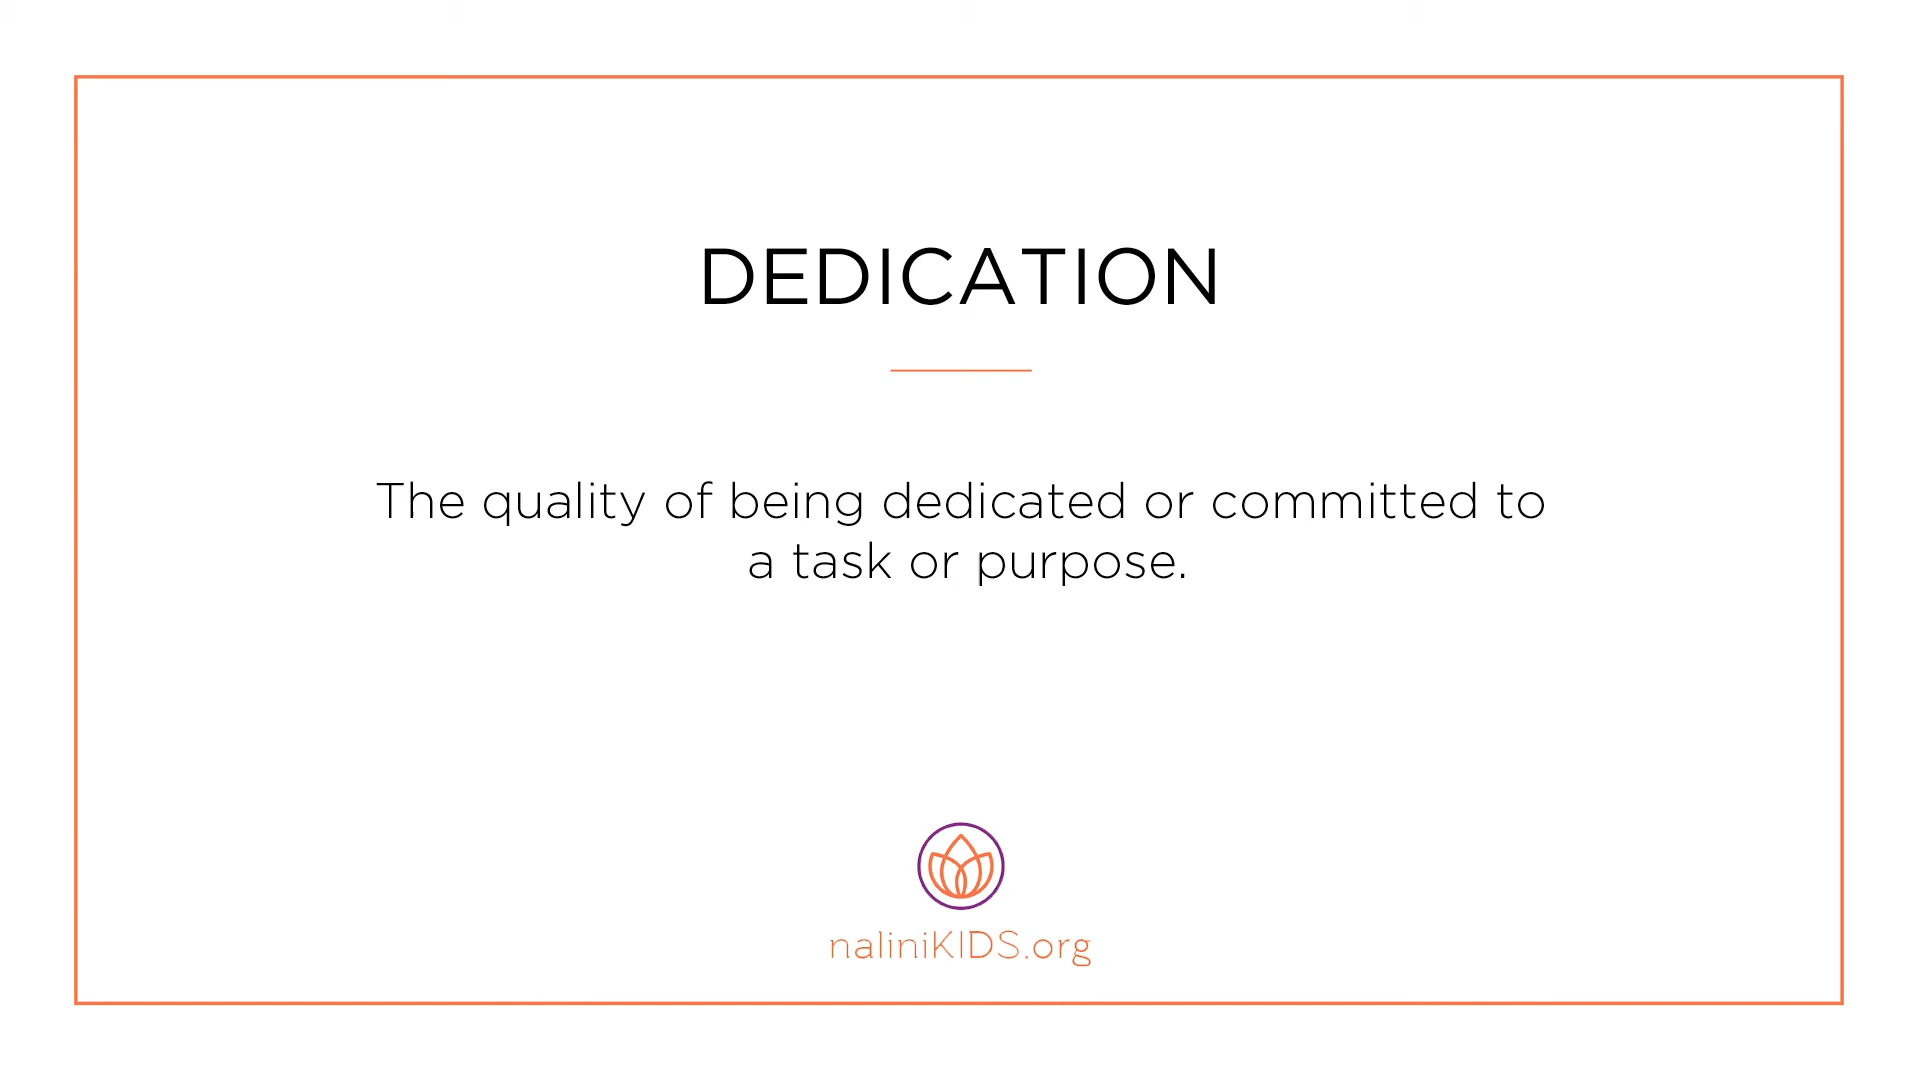 DEDICATION
The quality of being dedicated or committed to
a task or purpose.
naliniKIDS.org